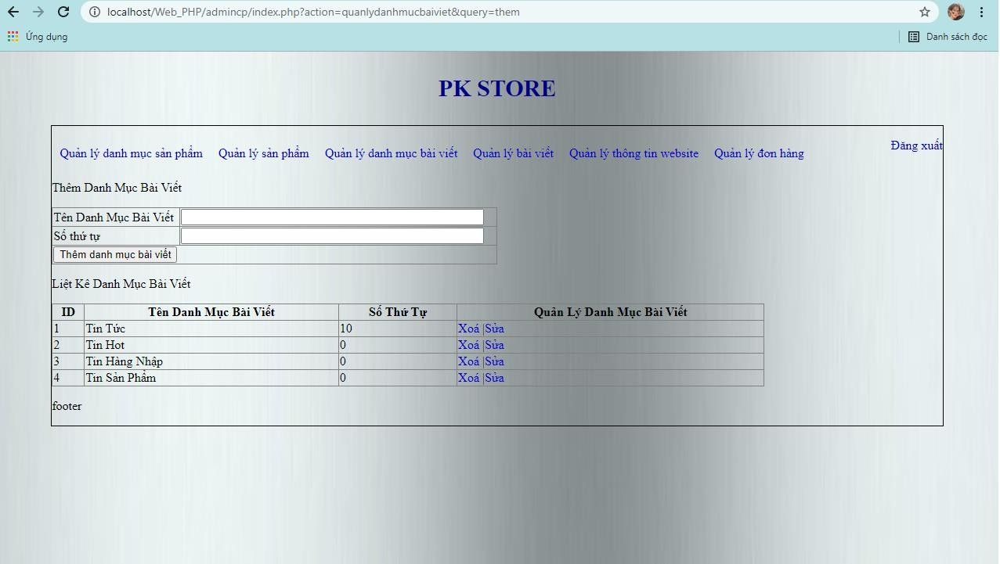 localhost/Web_PHP/admincp/index.php?action=quanlydanhmucbaiviet&query=them
Ứng dụng Danh sách đọc
PK STORE
Quản lý danh mục sản phẩm Quản lý sản phẩm Quản lý danh mục bài viết Quản lý bài viết Quản lý thông tin website Quản lý đơn hàng Đăng xuất
Thêm Danh Mục Bài Viết
Tên Danh Mục Bài Viết
Số thứ tự
Thêm danh mục bài viết
Liệt Kê Danh Mục Bài Viết
ID Tên Danh Mục Bài Viết Số Thứ Tự Quản Lý Danh Mục Bài Viết
1 Tin Tức 10 Xoá |Sửa
2 Tin Hot 0 Xoá |Sửa
3 Tin Hàng Nhập 0 Xoá |Sửa
4 Tin Sản Phẩm 0 Xoá |Sửa
footer